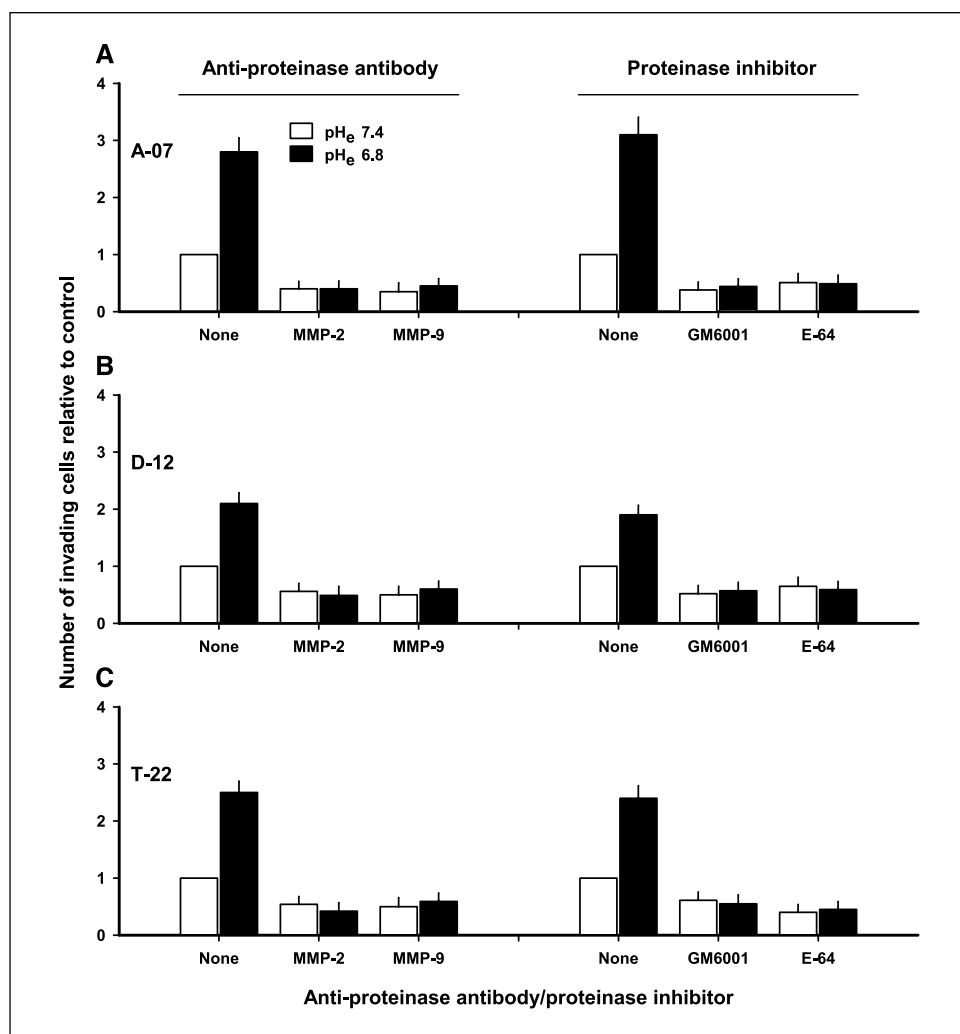 A
Anti-proteinase antibody
Proteinase inhibitor
4
3
2
1
0
A-07
pHe 7.4
pHe 6.8
None
MMP-2
MMP-9
None
GM6001
E-64
B
4
3
2
1
0
D-12
None
MMP-2
MMP-9
None
GM6001
E-64
C
4
3
2
1
0
T-22
None
MMP-2
MMP-9
None
GM6001
E-64
Number of invading cells relative to control
Anti-proteinase antibody/proteinase inhibitor